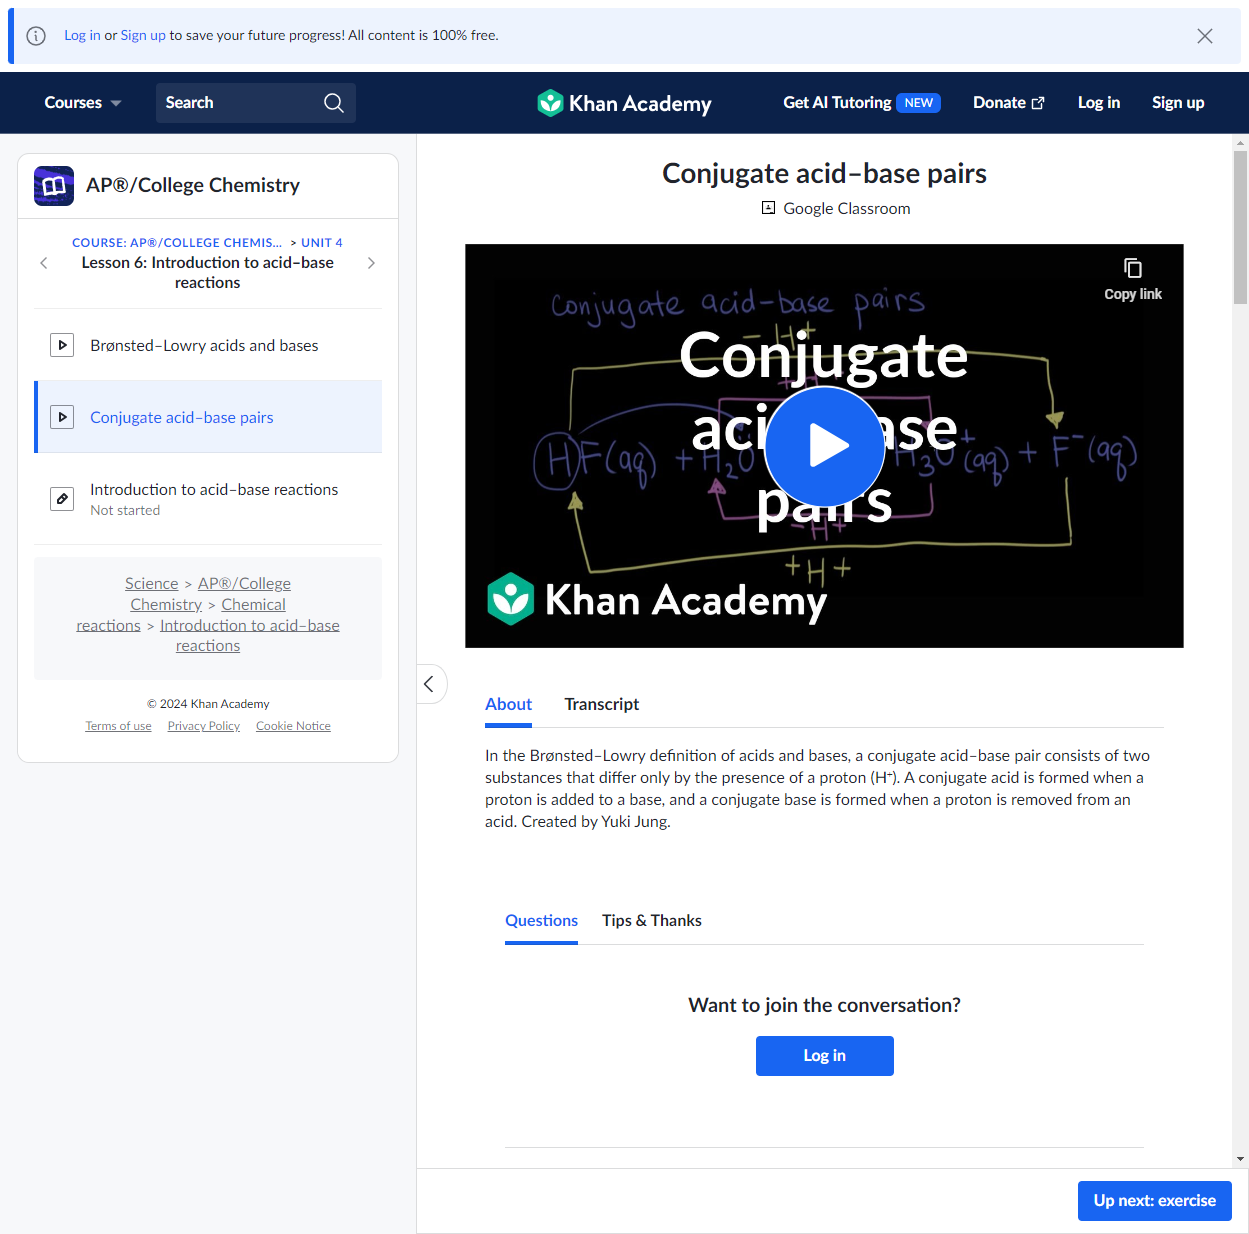 Log in or Sign up to save your future progress! All content is 100% free.
Courses
Search
Khan Academy
Get AI Tutoring NEW
Donate
Log in
Sign up
AP®/College Chemistry
COURSE: AP®/COLLEGE CHEMIS... > UNIT 4
Lesson 6: Introduction to acid–base
reactions
Brønsted–Lowry acids and bases
Conjugate acid–base pairs
Introduction to acid–base reactions
Not started
Science > AP®/College
Chemistry > Chemical
reactions > Introduction to acid–base
reactions
© 2024 Khan Academy
Terms of use Privacy Policy Cookie Notice
Conjugate acid–base pairs
Google Classroom
Copy link
Conjugate acid-base pairs
-H+
Conjugate
+H+
pairs
HF(aq) + H₂O
H₃O⁺(aq) + F⁻(aq)
-H+
+H+
Khan Academy
About
Transcript
In the Brønsted–Lowry definition of acids and bases, a conjugate acid–base pair consists of two
substances that differ only by the presence of a proton (H⁺). A conjugate acid is formed when a
proton is added to a base, and a conjugate base is formed when a proton is removed from an
acid. Created by Yuki Jung.
Questions
Tips & Thanks
Want to join the conversation?
Log in
Up next: exercise